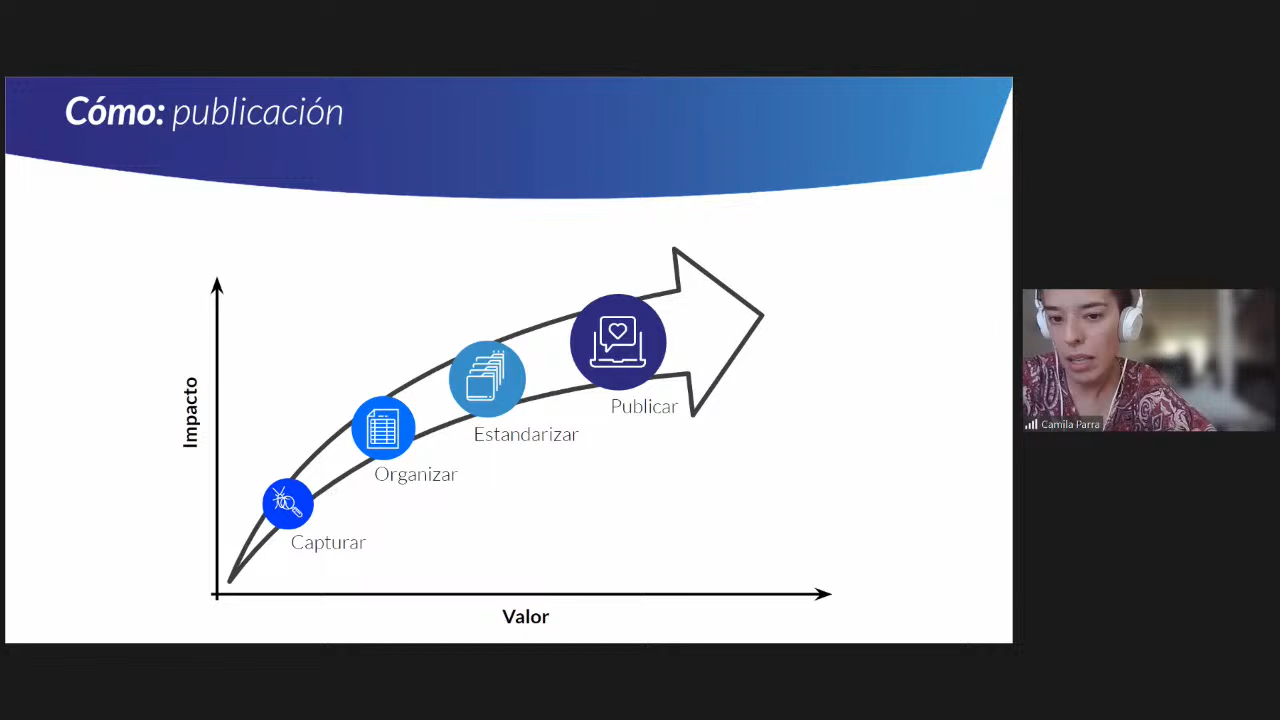 Cómo: publicación
Impacto
Publicar
Estandarizar
Organizar
Capturar
Valor
Camila Parra